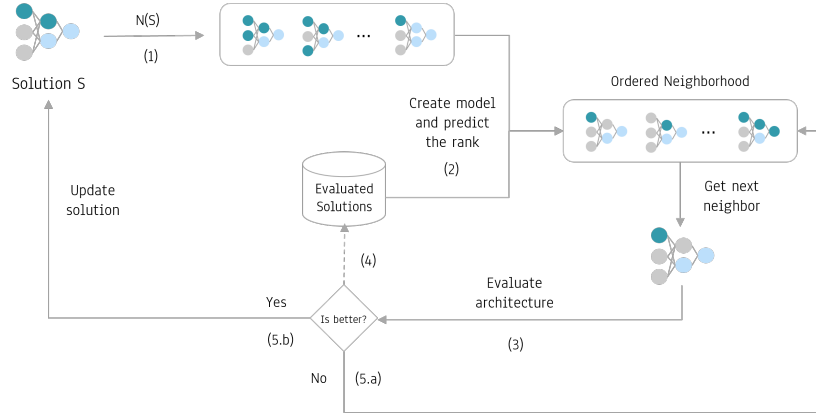 N(S)
(1)
Solution S
...
Create model
and predict
the rank
(2)
Ordered Neighborhood
...
Evaluated
Solutions
Get next
neighbor
Update
solution
(4)
Evaluate
architecture
(3)
Is better?
Yes
(5.b)
No
(5.a)